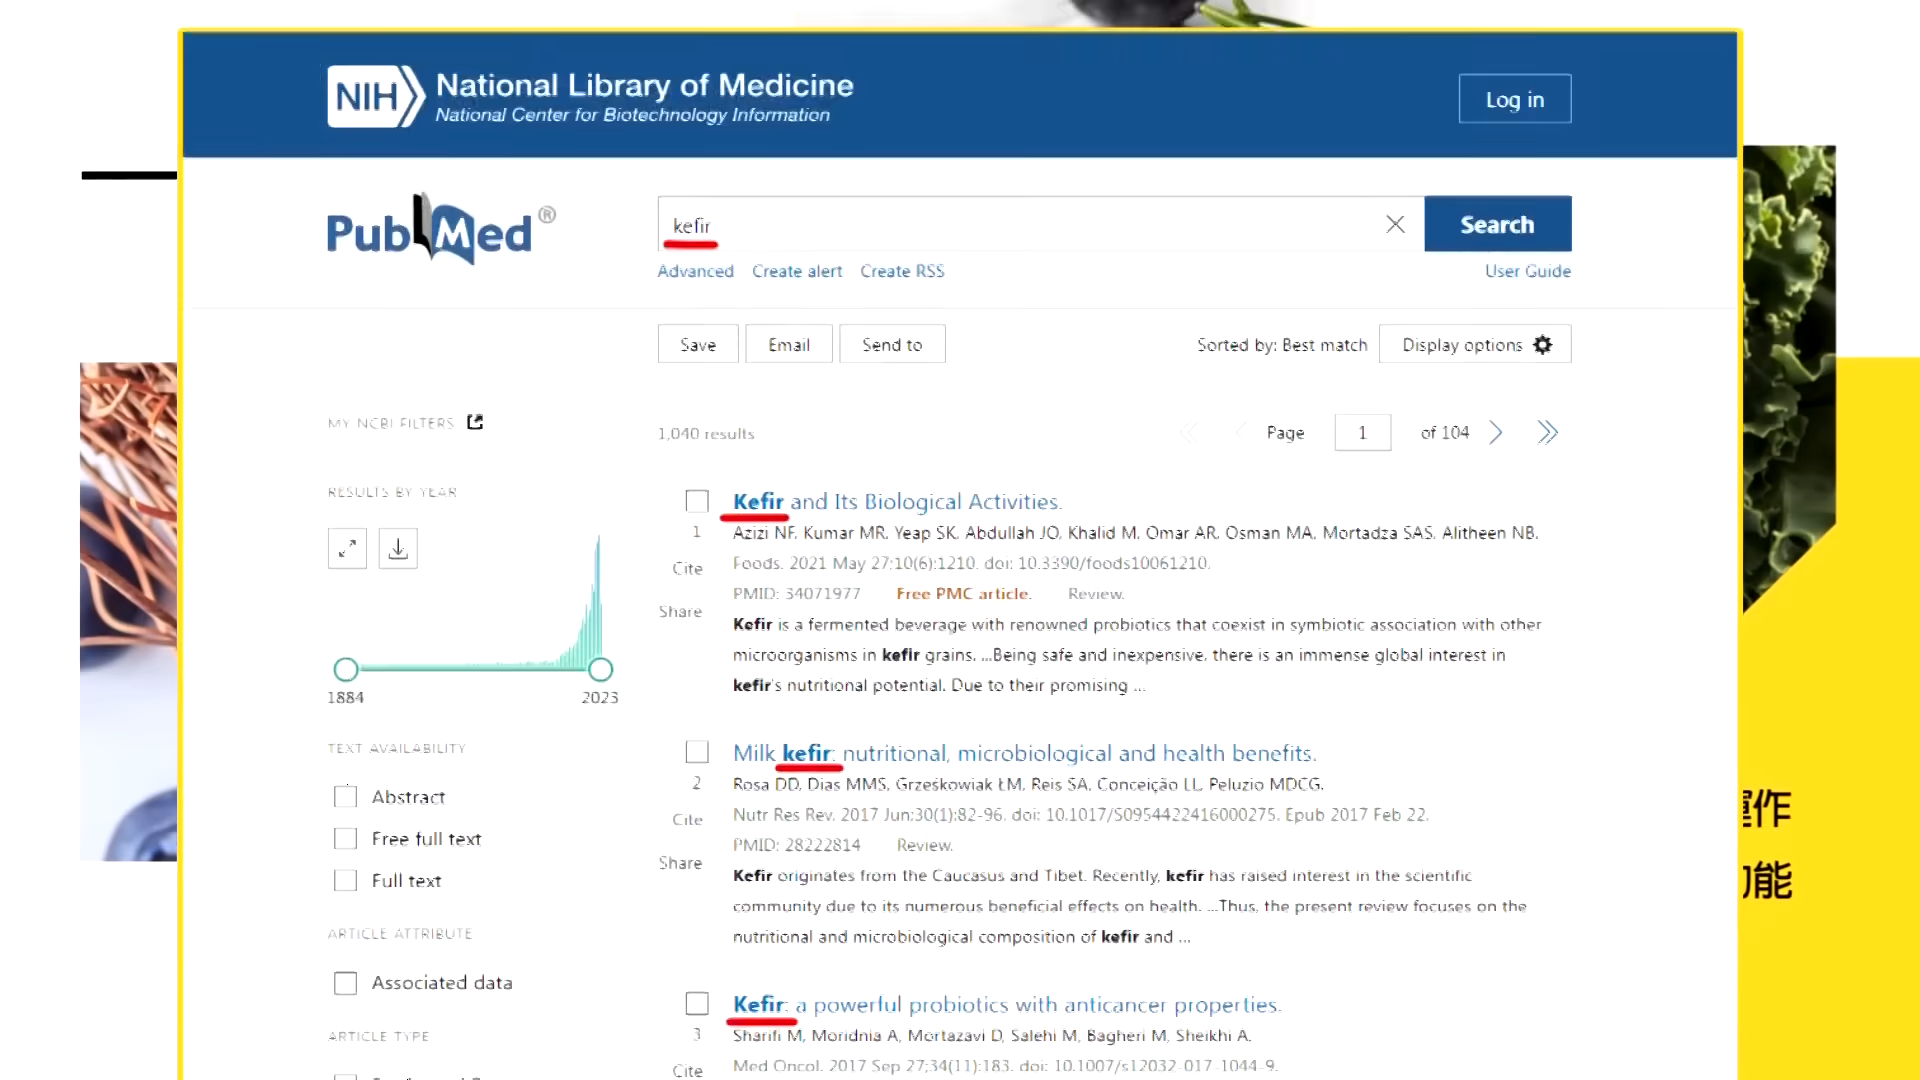 NIH National Library of Medicine
National Center for Biotechnology Information
Log in
PubMed®
kefir
Search
Advanced Create alert Create RSS
User Guide
Save Email Send to
Sorted by: Best match
Display options
MY NCBI FILTERS
1,040 results
Page 1 of 104
RESULTS BY YEAR
1884 2023
TEXT AVAILABILITY
Abstract
Free full text
Full text
ARTICLE ATTRIBUTE
Associated data
ARTICLE TYPE
Kefir and Its Biological Activities.
1
Azizi NF, Kumar MR, Yeap SK, Abdullah JO, Khalid M, Omar AR, Osman MA, Mortadza SAS, Alitheen NB.
Cite
Foods. 2021 May 27;10(6):1210. doi: 10.3390/foods10061210.
PMID: 34071977 Free PMC article. Review.
Share
Kefir is a fermented beverage with renowned probiotics that coexist in symbiotic association with other
microorganisms in kefir grains. ...Being safe and inexpensive, there is an immense global interest in
kefir's nutritional potential. Due to their promising ...
Milk kefir: nutritional, microbiological and health benefits.
2
Rosa DD, Dias MMS, Grześkowiak ŁM, Reis SA, Conceição LL, Peluzio MDCG.
Cite
Nutr Res Rev. 2017 Jun;30(1):82-96. doi: 10.1017/S0954422416000275. Epub 2017 Feb 22.
PMID: 28222814 Review.
Share
Kefir originates from the Caucasus and Tibet. Recently, kefir has raised interest in the scientific
community due to its numerous beneficial effects on health. ...Thus, the present review focuses on the
nutritional and microbiological composition of kefir and ...
Kefir: a powerful probiotics with anticancer properties.
3
Sharifi M, Moridnia A, Mortazavi D, Salehi M, Bagheri M, Sheikhi A.
Cite
Med Oncol. 2017 Sep 27;34(11):183. doi: 10.1007/s12032-017-1044-9.
作
能